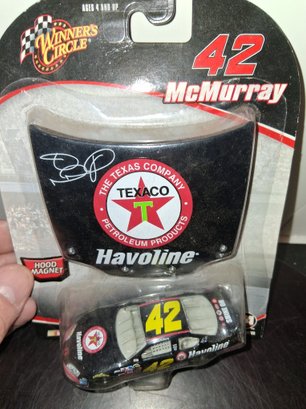 AGES 4 AND UP
WINNER'S
CIRCLE
42
McMurray
THE TEXAS COMPANY
TEXACO
T
PETROLEUM PRODUCTS
Havoline
HOOD
MAGNET
42
Havoline
42